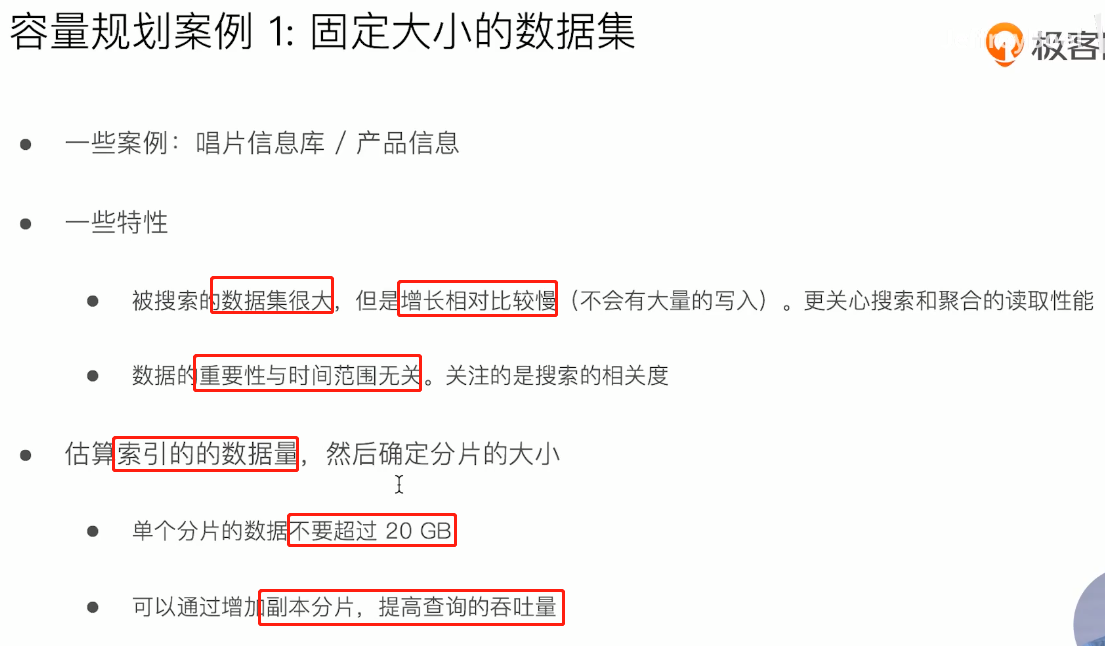 容量规划案例 1: 固定大小的数据集
极客
一些案例：唱片信息库 / 产品信息
一些特性
被搜索的数据集很大，但是增长相对比较慢（不会有大量的写入）。更关心搜索和聚合的读取性能
数据的重要性与时间范围无关。关注的是搜索的相关度
估算索引的的数据量，然后确定分片的大小
单个分片的数据不要超过 20 GB
可以通过增加副本分片，提高查询的吞吐量